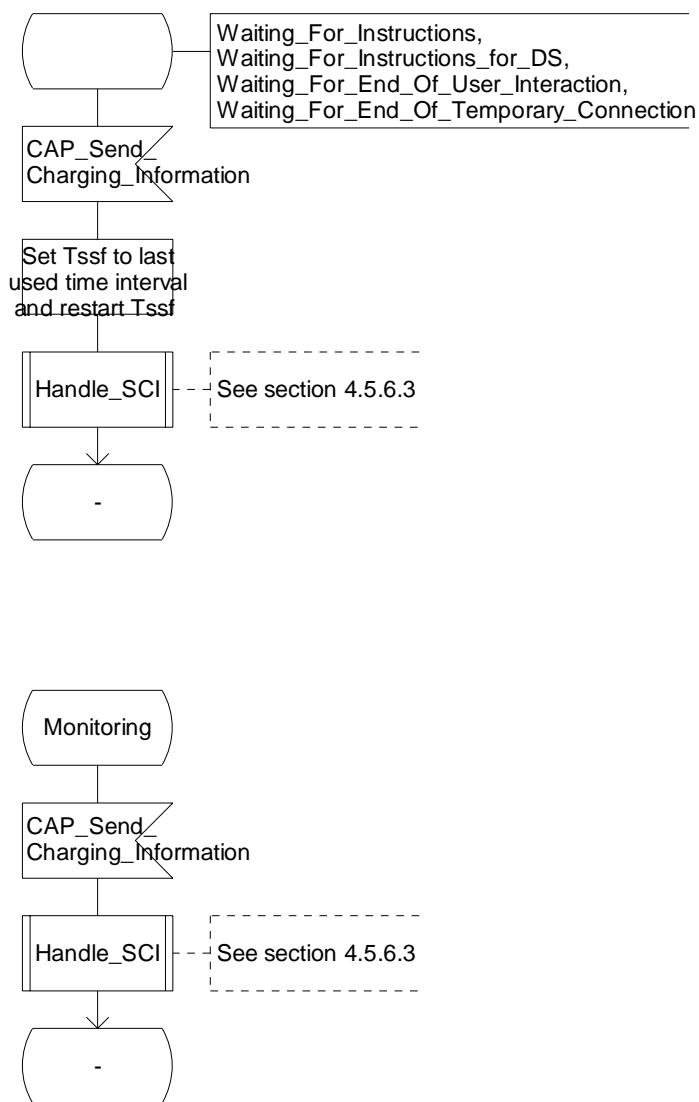 Waiting_For_Instructions,
Waiting_For_Instructions_for_DS,
Waiting_For_End_Of_User_Interaction,
Waiting_For_End_Of_Temporary_Connection
CAP_Send_
Charging_Information
Set Tssf to last
used time interval
and restart Tssf
Handle_SCI
See section 4.5.6.3
-
Monitoring
CAP_Send_
Charging_Information
Handle_SCI
See section 4.5.6.3
-